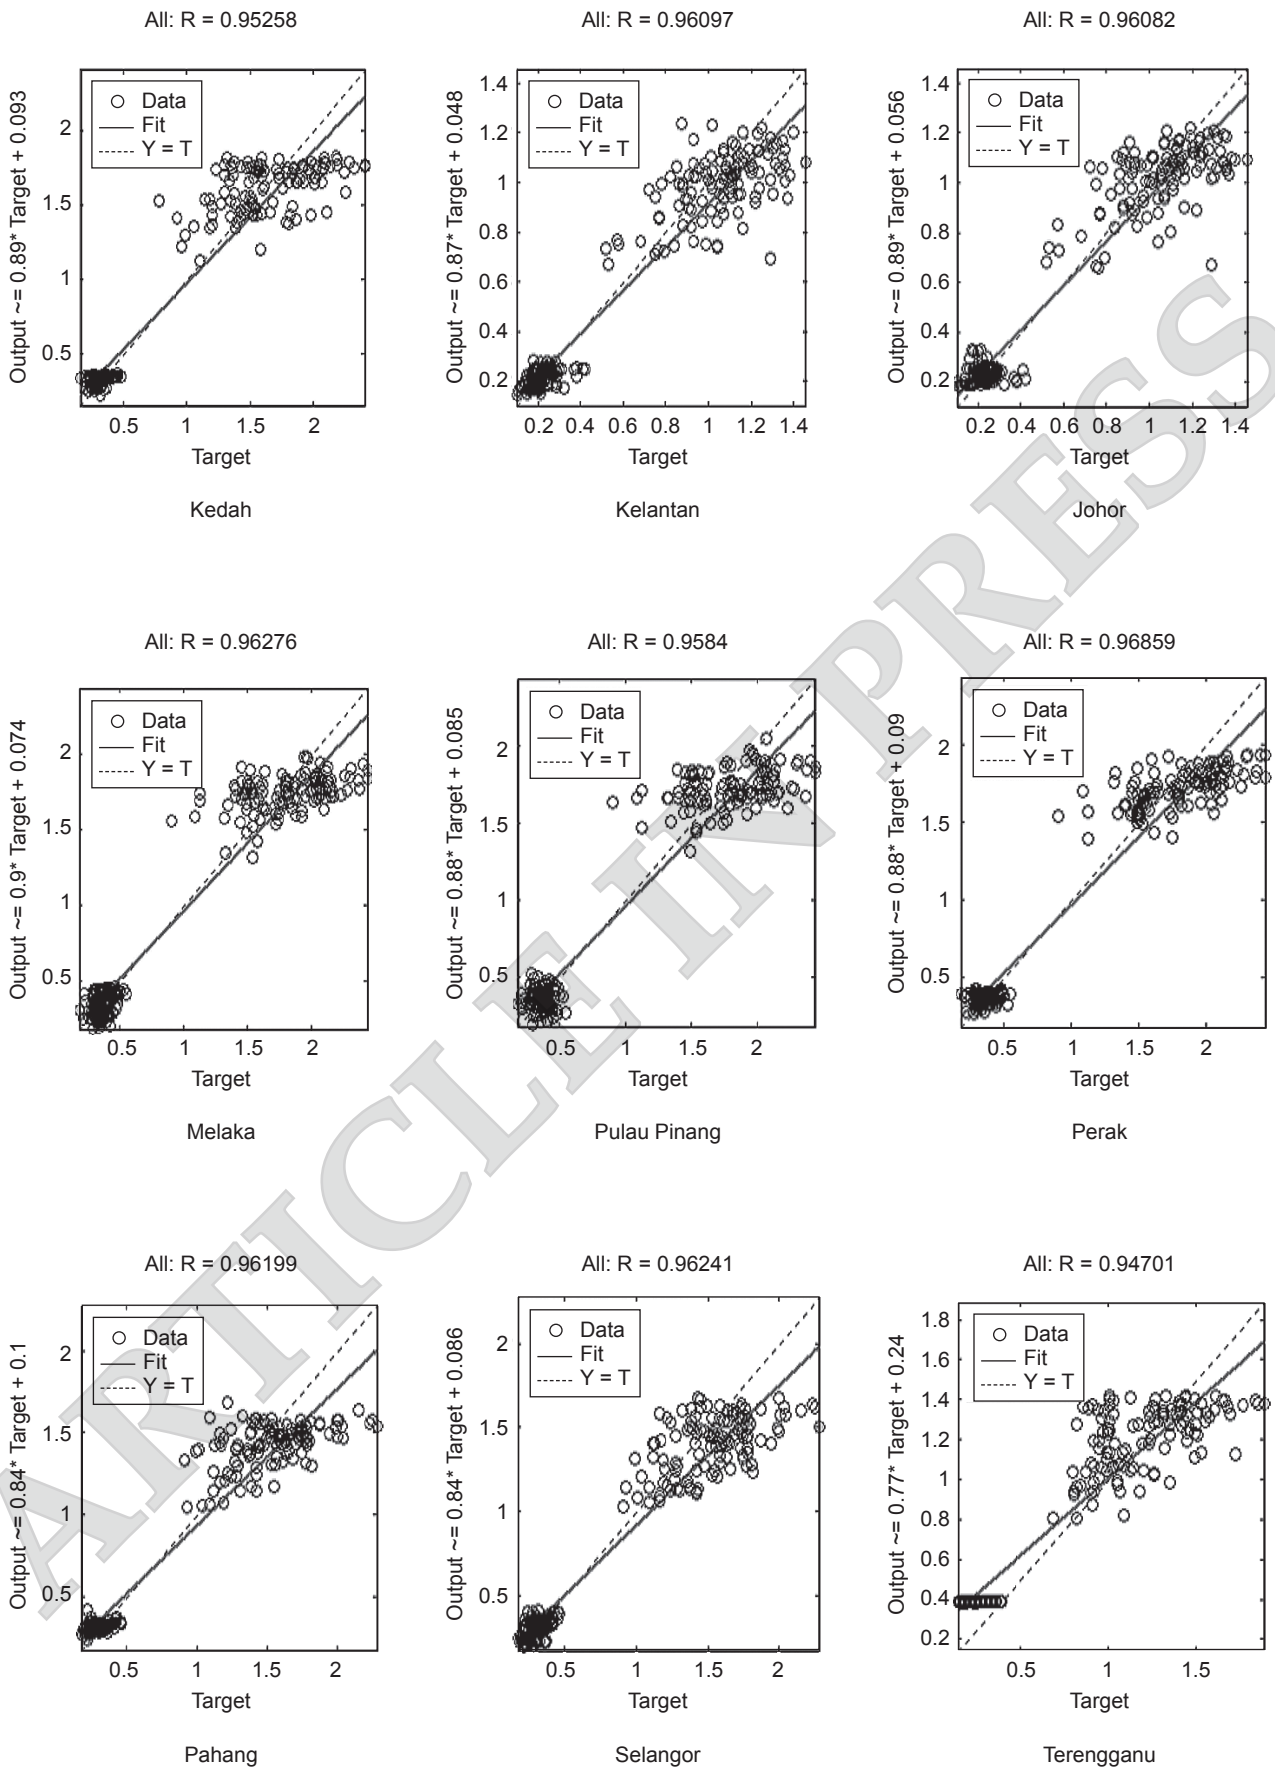 All: R = 0.95258
Output ~= 0.89* Target + 0.093
2
1.5
1
0.5
Data
Fit
Y = T
0.5 1 1.5 2
Target
Kedah
All: R = 0.96097
Output ~= 0.87* Target + 0.048
1.4
1.2
1
0.8
0.6
0.4
0.2
Data
Fit
Y = T
0.2 0.4 0.6 0.8 1 1.2 1.4
Target
Kelantan
All: R = 0.96082
Output ~= 0.89* Target + 0.056
1.4
1.2
1
0.8
0.6
0.4
0.2
Data
Fit
Y = T
0.2 0.4 0.6 0.8 1 1.2 1.4
Target
Johor
All: R = 0.96276
Output ~= 0.9* Target + 0.074
2
1.5
1
0.5
Data
Fit
Y = T
0.5 1 1.5 2
Target
Melaka
All: R = 0.9584
Output ~= 0.88* Target + 0.085
2
1.5
1
0.5
Data
Fit
Y = T
0.5 1 1.5 2
Target
Pulau Pinang
All: R = 0.96859
Output ~= 0.88* Target + 0.09
2
1.5
1
0.5
Data
Fit
Y = T
0.5 1 1.5 2
Target
Perak
All: R = 0.96199
Output ~= 0.84* Target + 0.1
2
1.5
1
0.5
Data
Fit
Y = T
0.5 1 1.5 2
Target
Pahang
All: R = 0.96241
Output ~= 0.84* Target + 0.086
2
1.5
1
0.5
Data
Fit
Y = T
0.5 1 1.5 2
Target
Selangor
All: R = 0.94701
Output ~= 0.77* Target + 0.24
1.8
1.6
1.4
1.2
1.0
0.8
0.6
0.4
0.2
Data
Fit
Y = T
0.5 1 1.5
Target
Terengganu
ARTICLE IN PRESS